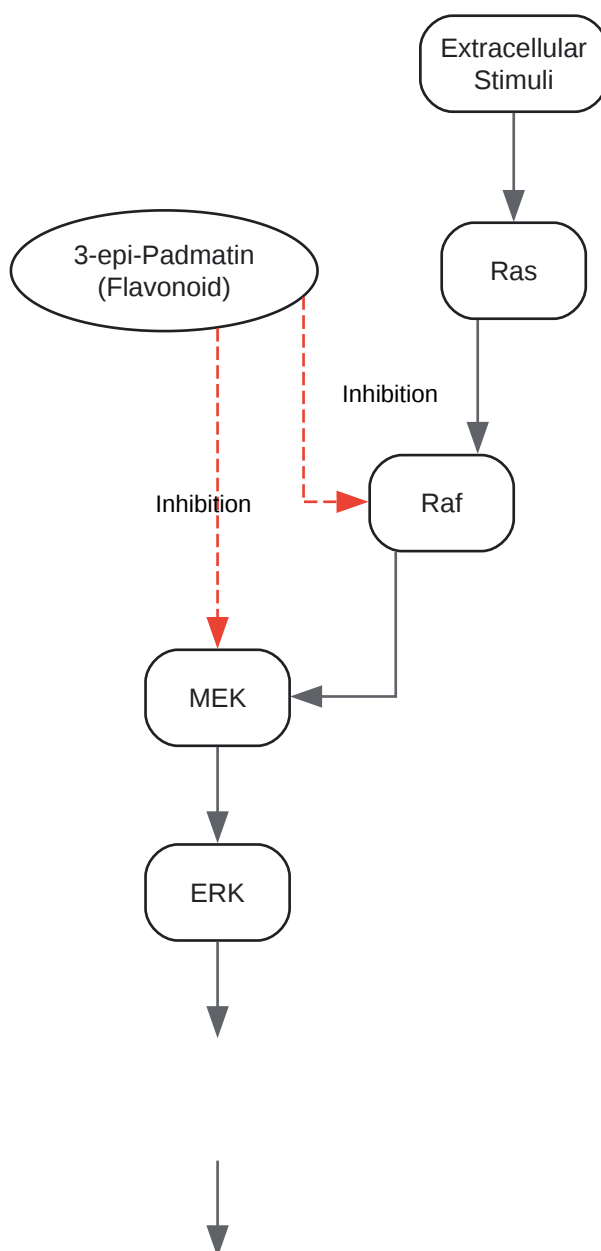 Extracellular
Stimuli
3-epi-Padmatin
(Flavonoid)
Ras
Inhibition
Inhibition
Raf
MEK
ERK